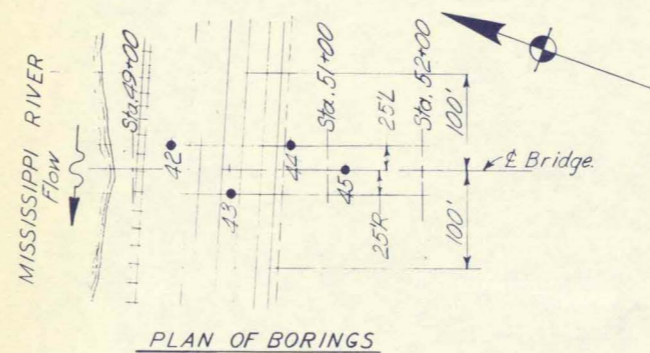 MISSISSIPPI RIVER
Flow
Sta. 49+00
42
43
44
Sta. 51+00
45
25'L
25'R
Sta. 52+00
100'
100'
℄ Bridge.
PLAN OF BORINGS